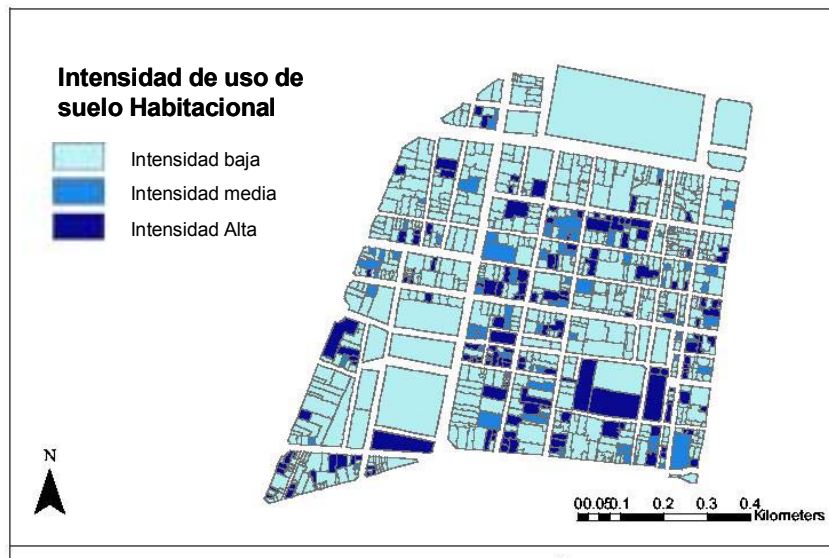 Intensidad de uso de
suelo Habitacional
Intensidad baja
Intensidad media
Intensidad Alta
N
00.050.1 0.2 0.3 0.4
Kilometers